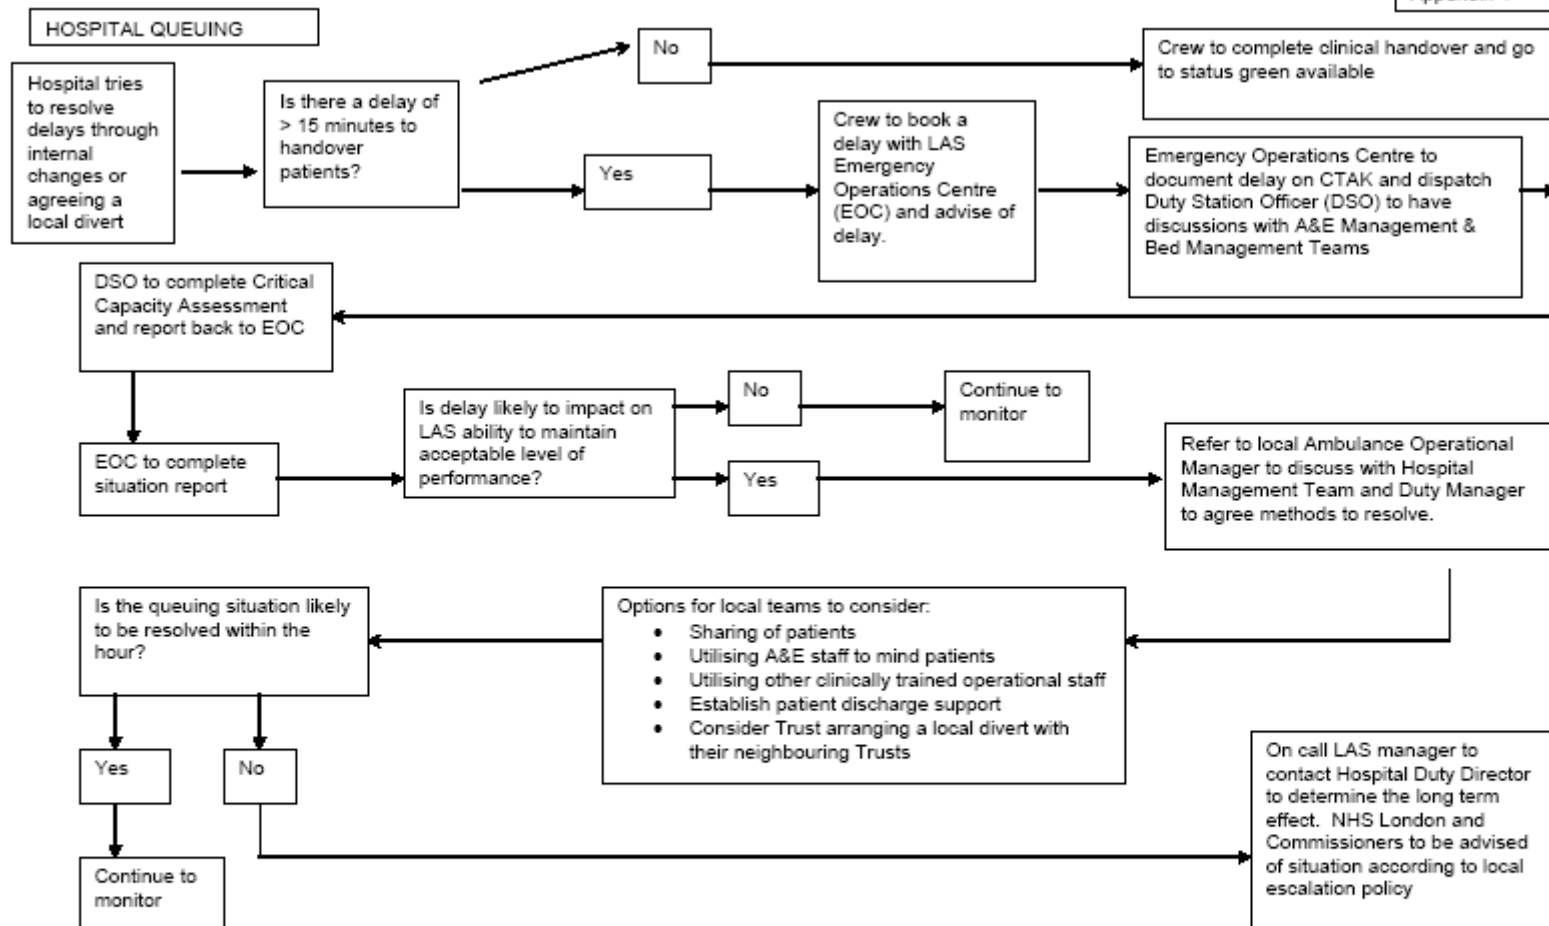 HOSPITAL QUEUING
Hospital tries
to resolve
delays through
internal
changes or
agreeing a
local divert
Is there a delay of
> 15 minutes to
handover
patients?
No
Crew to complete clinical handover and go
to status green available
Yes
Crew to book a
delay with LAS
Emergency
Operations Centre
(EOC) and advise of
delay.
Emergency Operations Centre to
document delay on CTAK and dispatch
Duty Station Officer (DSO) to have
discussions with A&E Management &
Bed Management Teams
DSO to complete Critical
Capacity Assessment
and report back to EOC
EOC to complete
situation report
Is delay likely to impact on
LAS ability to maintain
acceptable level of
performance?
No
Continue to
monitor
Yes
Refer to local Ambulance Operational
Manager to discuss with Hospital
Management Team and Duty Manager
to agree methods to resolve.
Options for local teams to consider:
• Sharing of patients
• Utilising A&E staff to mind patients
• Utilising other clinically trained operational staff
• Establish patient discharge support
• Consider Trust arranging a local divert with
their neighbouring Trusts
Is the queuing situation likely
to be resolved within the
hour?
Yes
No
Continue to
monitor
On call LAS manager to
contact Hospital Duty Director
to determine the long term
effect. NHS London and
Commissioners to be advised
of situation according to local
escalation policy